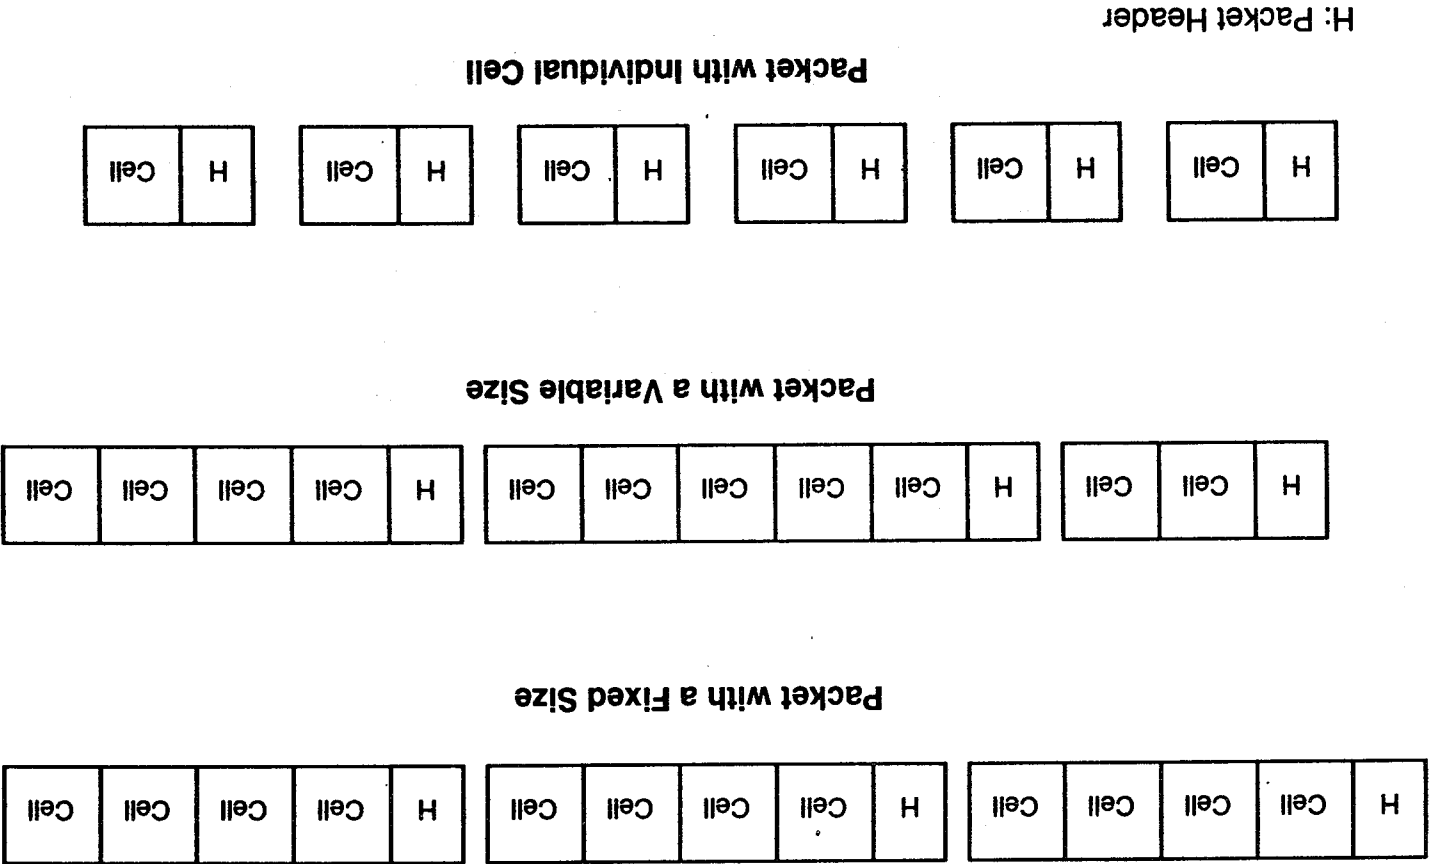 H Cell Cell Cell Cell H Cell Cell Cell Cell H Cell Cell Cell Cell
Packet with a Fixed Size
H Cell Cell H Cell Cell Cell Cell Cell H Cell Cell Cell Cell
Packet with a Variable Size
H Cell H Cell H Cell H Cell H Cell H Cell
Packet with Individual Cell
H: Packet Header